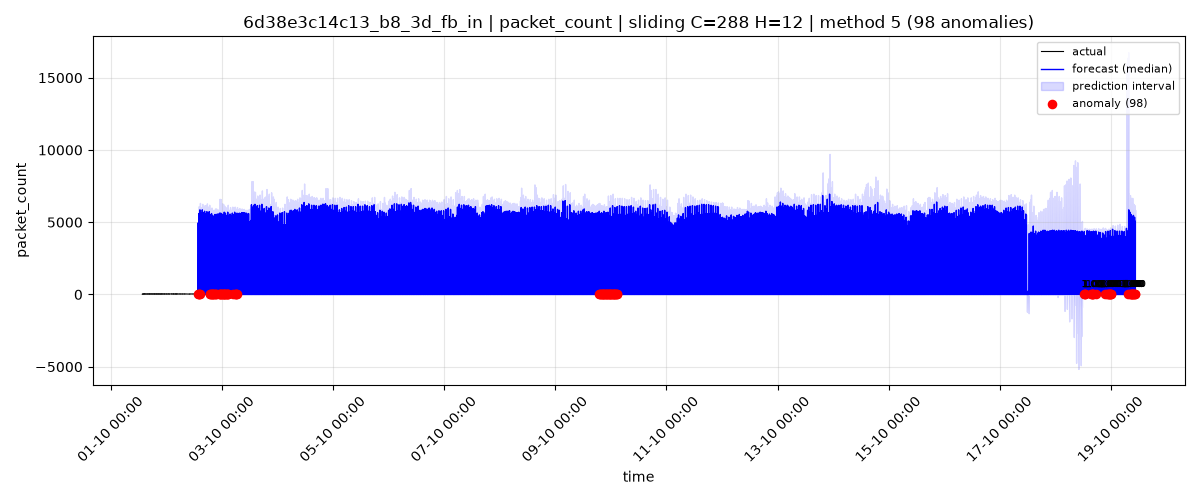 6d38e3c14c13_b8_3d_fb_in | packet_count | sliding C=288 H=12 | method 5 (98 anomalies)
actual
forecast (median)
prediction interval
anomaly (98)
packet_count
15000
10000
5000
0
−5000
01-10 00:00
03-10 00:00
05-10 00:00
07-10 00:00
09-10 00:00
11-10 00:00
13-10 00:00
15-10 00:00
17-10 00:00
19-10 00:00
time